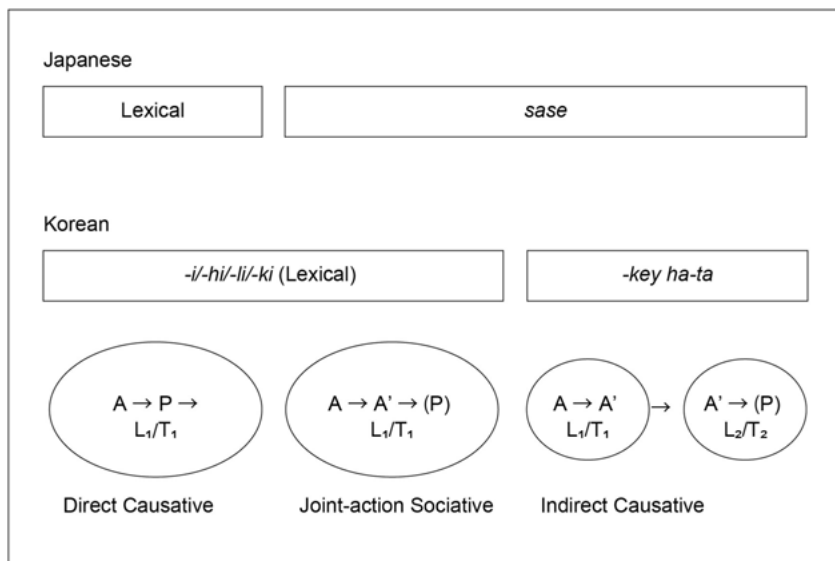 Japanese
Lexical sase
Korean
-i/-hi/-li/-ki (Lexical) -key ha-ta
A → P → A → A’ → (P) A → A’ → A’ → (P)
L₁/T₁ L₁/T₁ L₁/T₁ L₂/T₂
Direct Causative Joint-action Sociative Indirect Causative